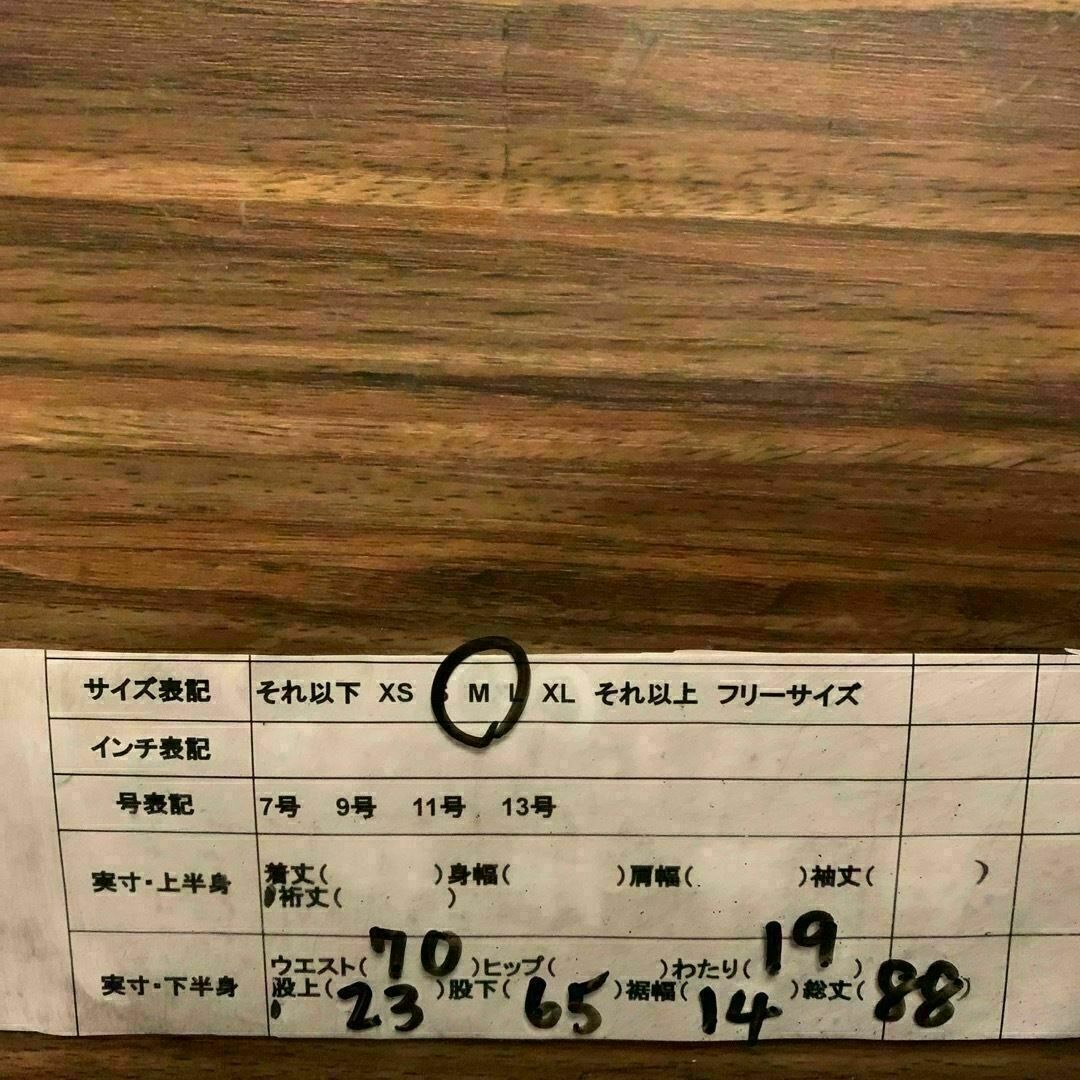 サイズ表記 それ以下 XS S M L XL それ以上 フリーサイズ
インチ表記
号表記 7号 9号 11号 13号
実寸・上半身 着丈( )身幅( )肩幅( )袖丈( )
裄丈( )
実寸・下半身 ウエスト( 70 )ヒップ( )わたり( 19 )
股上( 23 )股下( 65 )裾幅( 14 )総丈( 88 )